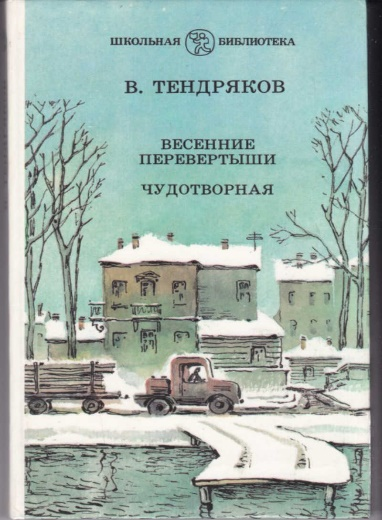 ШКОЛЬНАЯ БИБЛИОТЕКА
В. ТЕНДРЯКОВ
ВЕСЕННИЕ
ПЕРЕВЕРТЫШИ
ЧУДОТВОРНАЯ